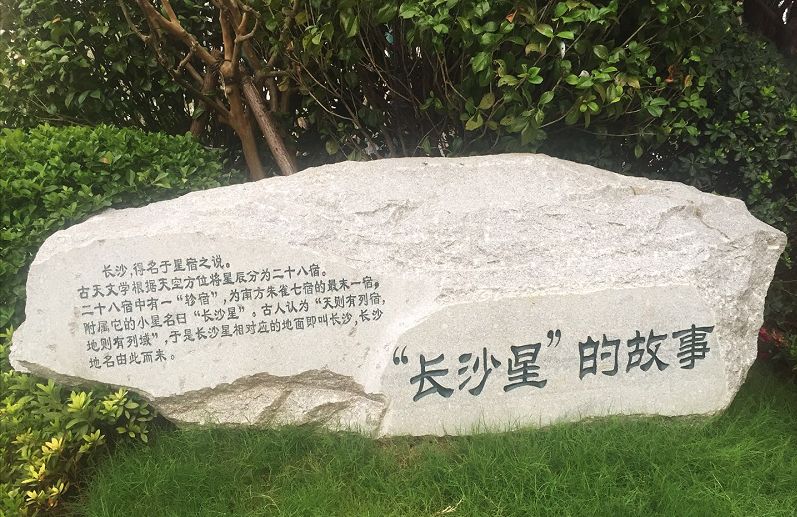 长沙，得名于星宿之说。
古天文学根据天空方位将星辰分为二十八宿。
二十八宿中有一“轸宿”，为南方朱雀七宿的最末一宿，
附属它的小星名曰“长沙星”。古人认为“天则有列宿，
地则有列域”，于是长沙星相对应的地面即叫长沙，长沙
地名由此而来。
“长沙星”的故事